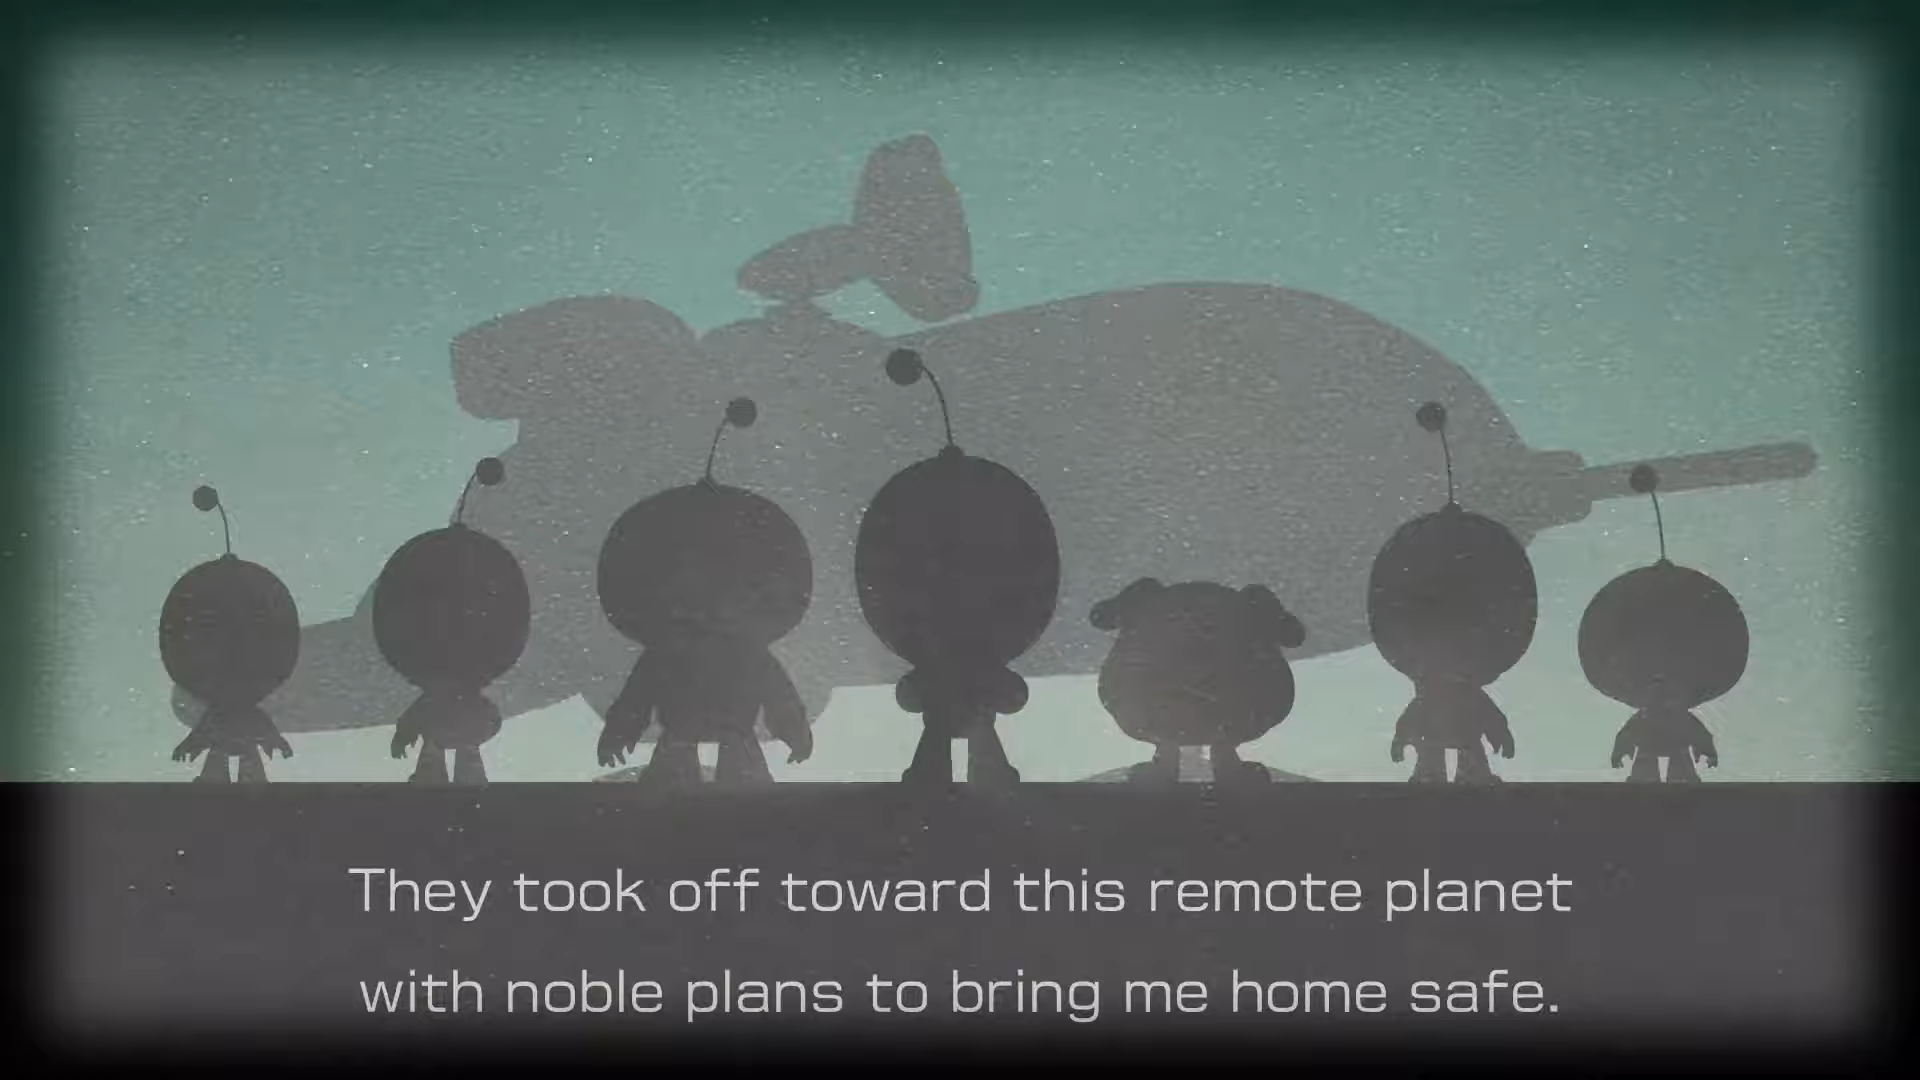 They took off toward this remote planet
with noble plans to bring me home safe.